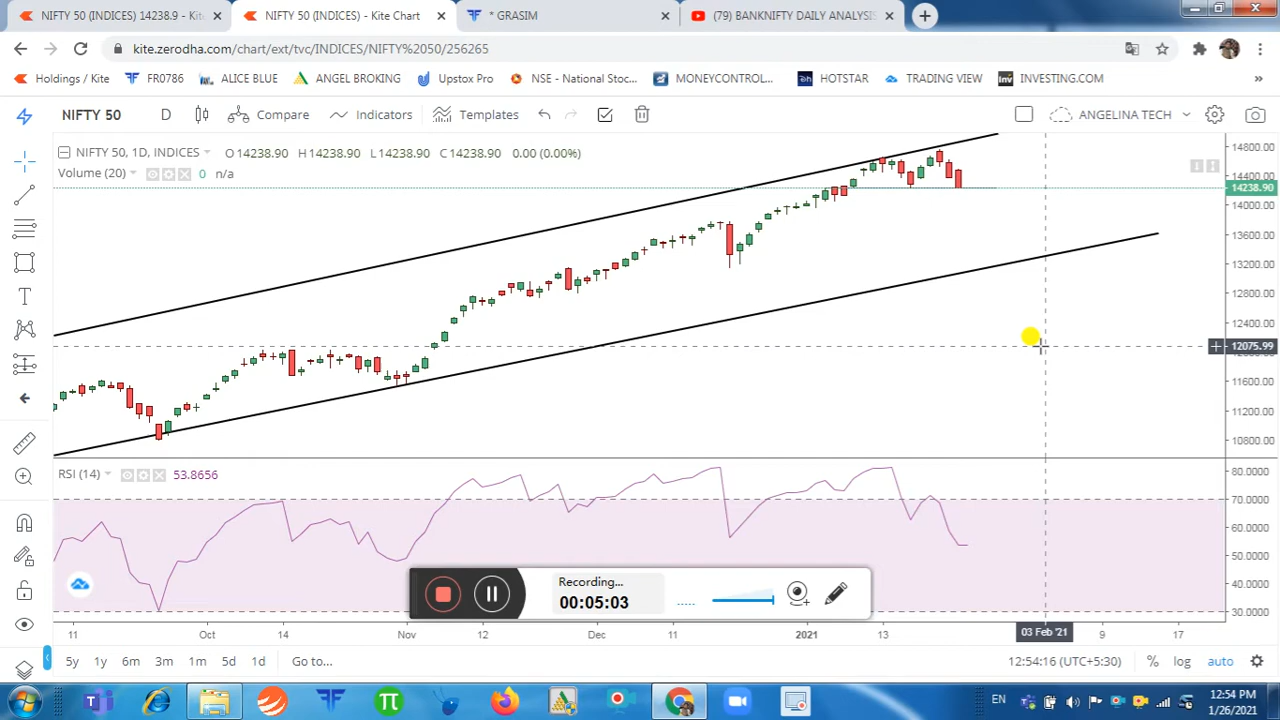 NIFTY 50 (INDICES) 14238.9 - Kite
NIFTY 50 (INDICES) - Kite Chart
* GRASIM
(79) BANKNIFTY DAILY ANALYSIS
kite.zerodha.com/chart/ext/tvc/INDICES/NIFTY%2050/256265
Holdings / Kite
FR0786
ALICE BLUE
ANGEL BROKING
Upstox Pro
NSE - National Stoc...
MONEYCONTROL...
HOTSTAR
TRADING VIEW
INVESTING.COM
»
NIFTY 50
D
Compare
Indicators
Templates
ANGELINA TECH
NIFTY 50, 1D, INDICES
O14238.90 H14238.90 L14238.90 C14238.90 0.00 (0.00%)
Volume (20) 0 n/a
14800.00
14400.00
14238.90
14000.00
13600.00
13200.00
12800.00
12400.00
12075.99
11600.00
11200.00
10800.00
RSI (14) 53.8656
80.0000
70.0000
60.0000
50.0000
40.0000
30.0000
Recording...
00:05:03
11
Oct
14
Nov
12
Dec
11
2021
13
03 Feb '21
9
17
5y 1y 6m 3m 1m 5d 1d Go to...
12:54:16 (UTC+5:30) % log auto
EN
12:54 PM
1/26/2021